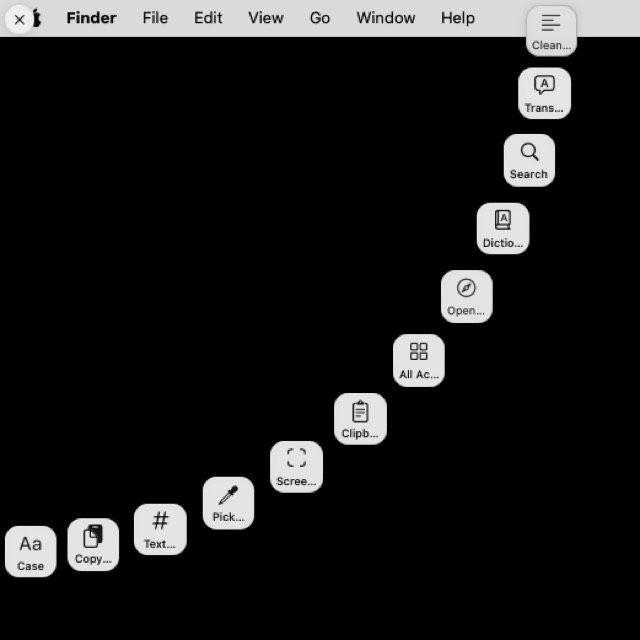 Finder File Edit View Go Window Help
Clean...
Trans...
Search
Dictio...
Open...
All Ac...
Clipb...
Scree...
Pick...
Text...
Copy...
Aa
Case